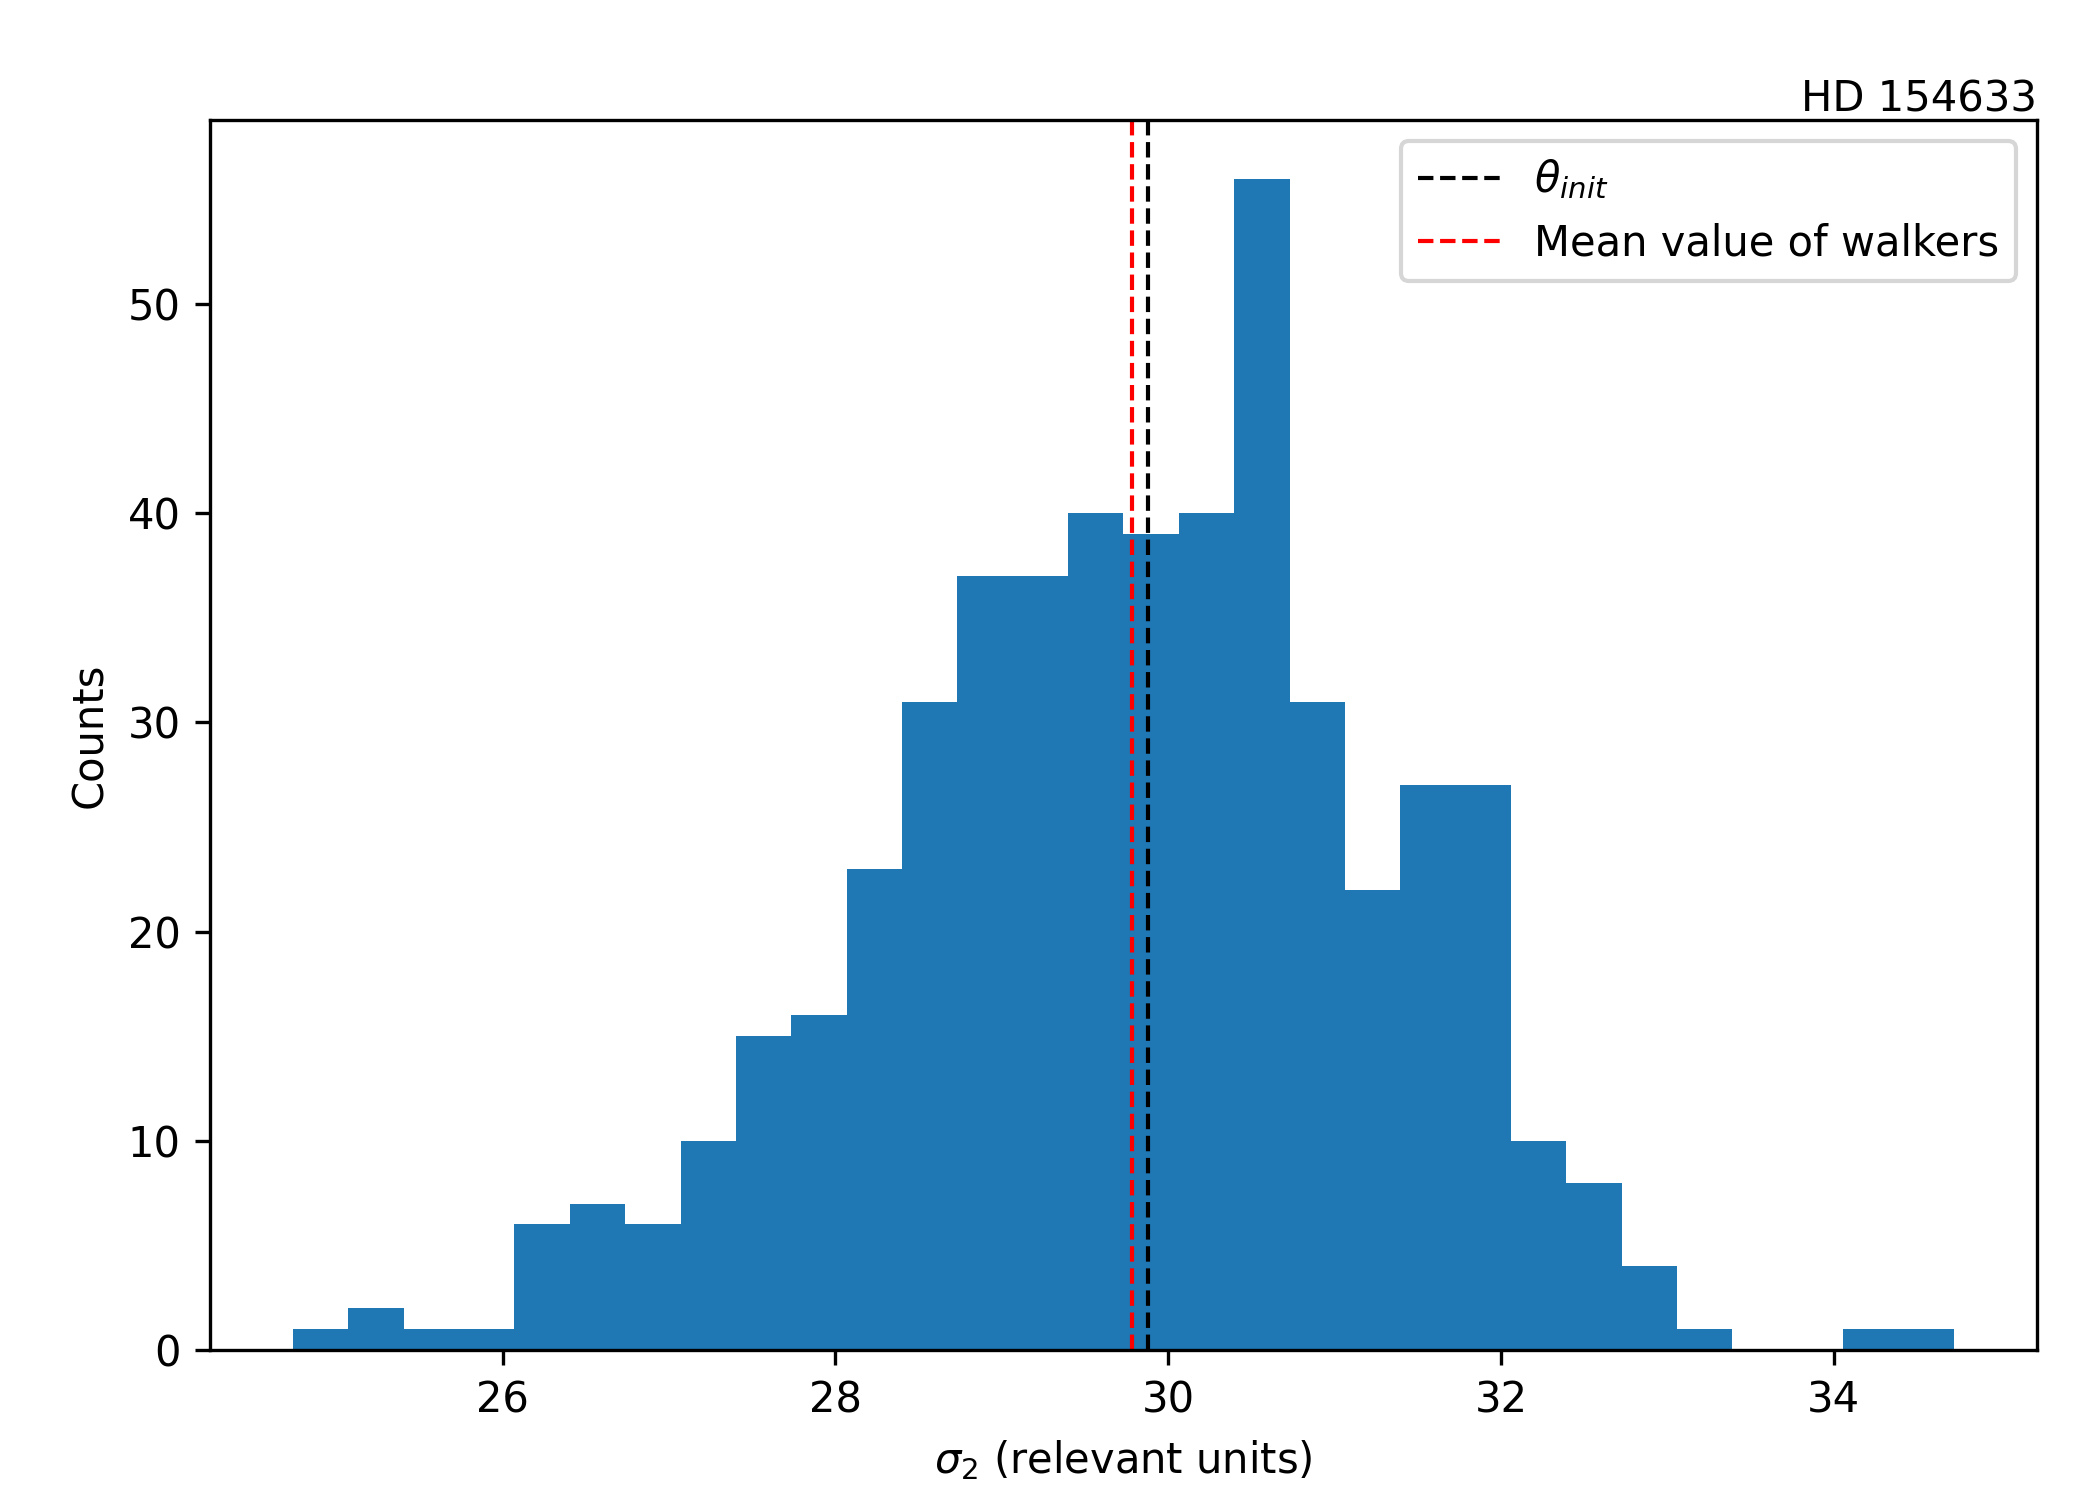 HD 154633
θinit
Mean value of walkers
50
40
30
20
10
0
Counts
26 28 30 32 34
σ2 (relevant units)